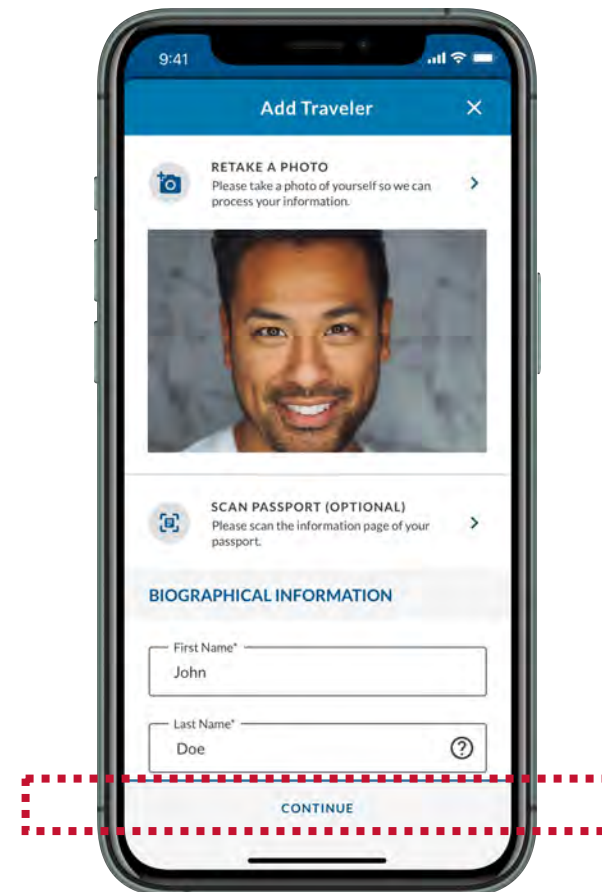 9:41
Add Traveler
RETAKE A PHOTO
Please take a photo of yourself so we can
process your information.
SCAN PASSPORT (OPTIONAL)
Please scan the information page of your
passport.
BIOGRAPHICAL INFORMATION
First Name*
John
Last Name*
Doe
CONTINUE